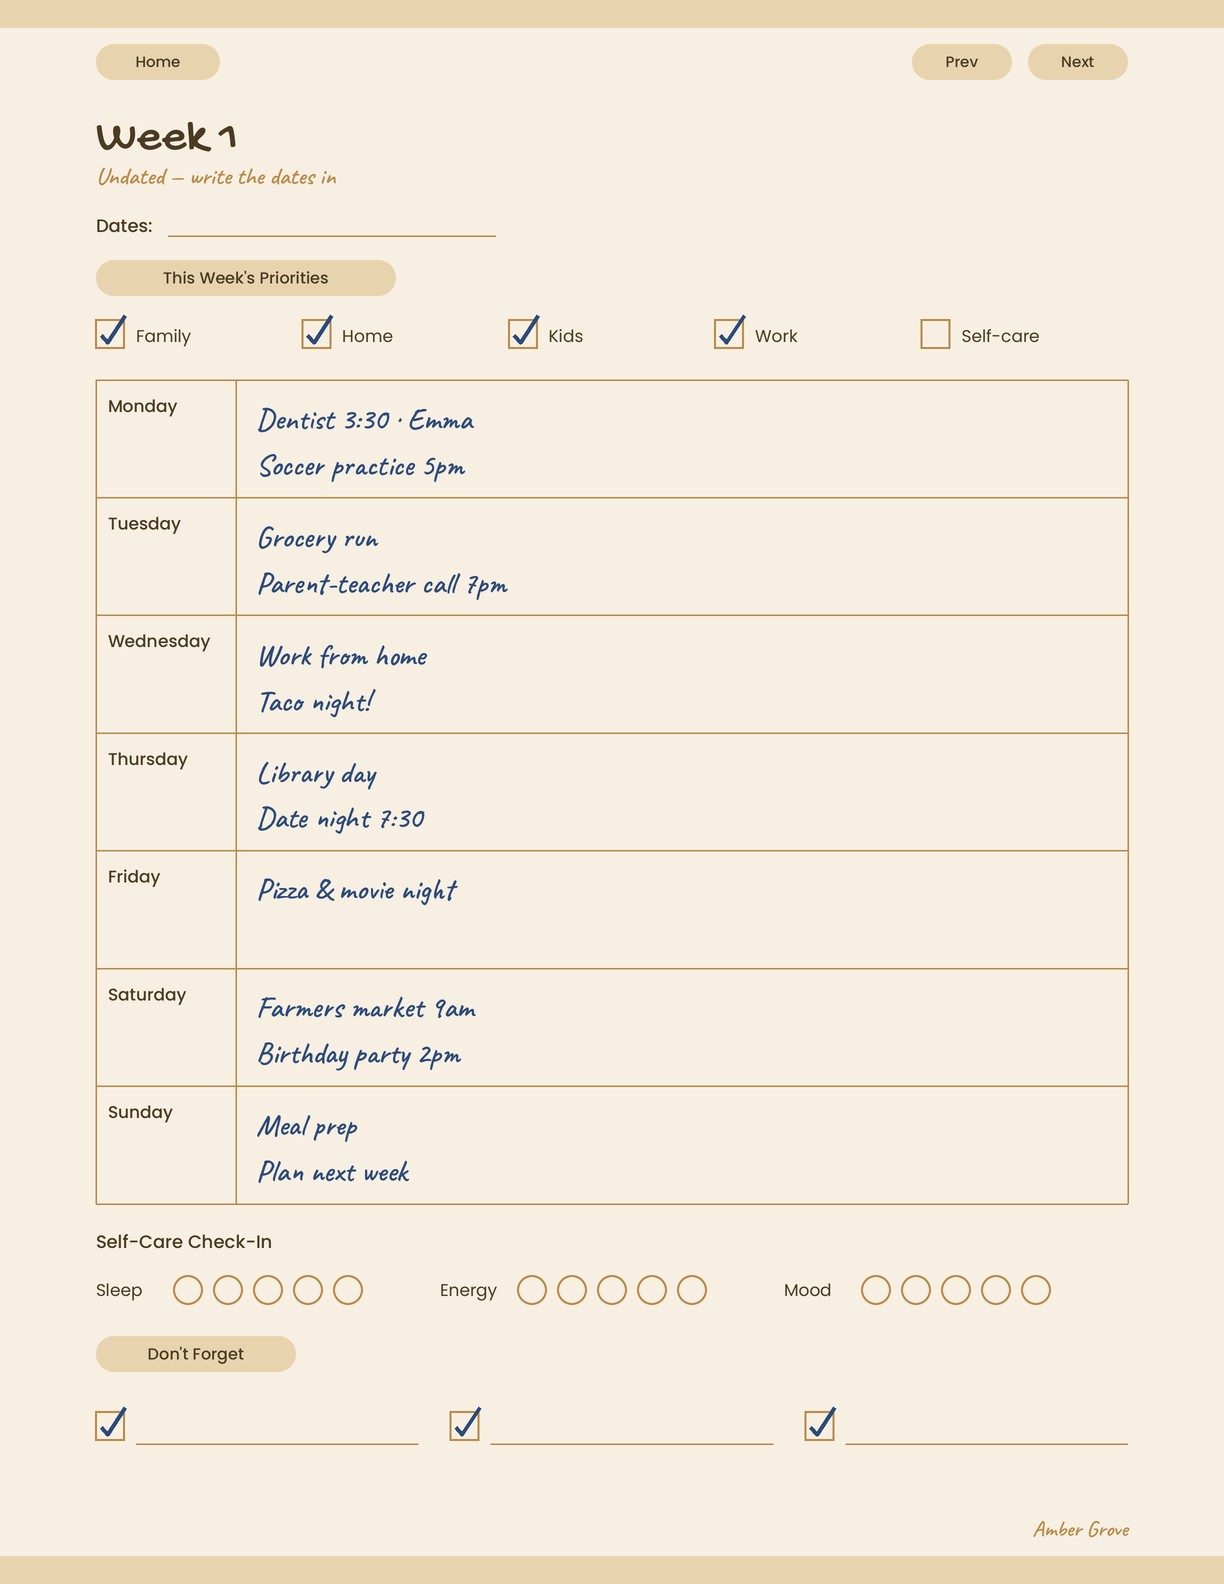 Home
Prev
Next
Week 1
Undated — write the dates in
Dates:
This Week's Priorities
Family
Home
Kids
Work
Self-care
Monday
Dentist 3:30 · Emma
Soccer practice 5pm
Tuesday
Grocery run
Parent-teacher call 7pm
Wednesday
Work from home
Taco night!
Thursday
Library day
Date night 7:30
Friday
Pizza & movie night
Saturday
Farmers market 9am
Birthday party 2pm
Sunday
Meal prep
Plan next week
Self-Care Check-In
Sleep
Energy
Mood
Don't Forget
Amber Grove